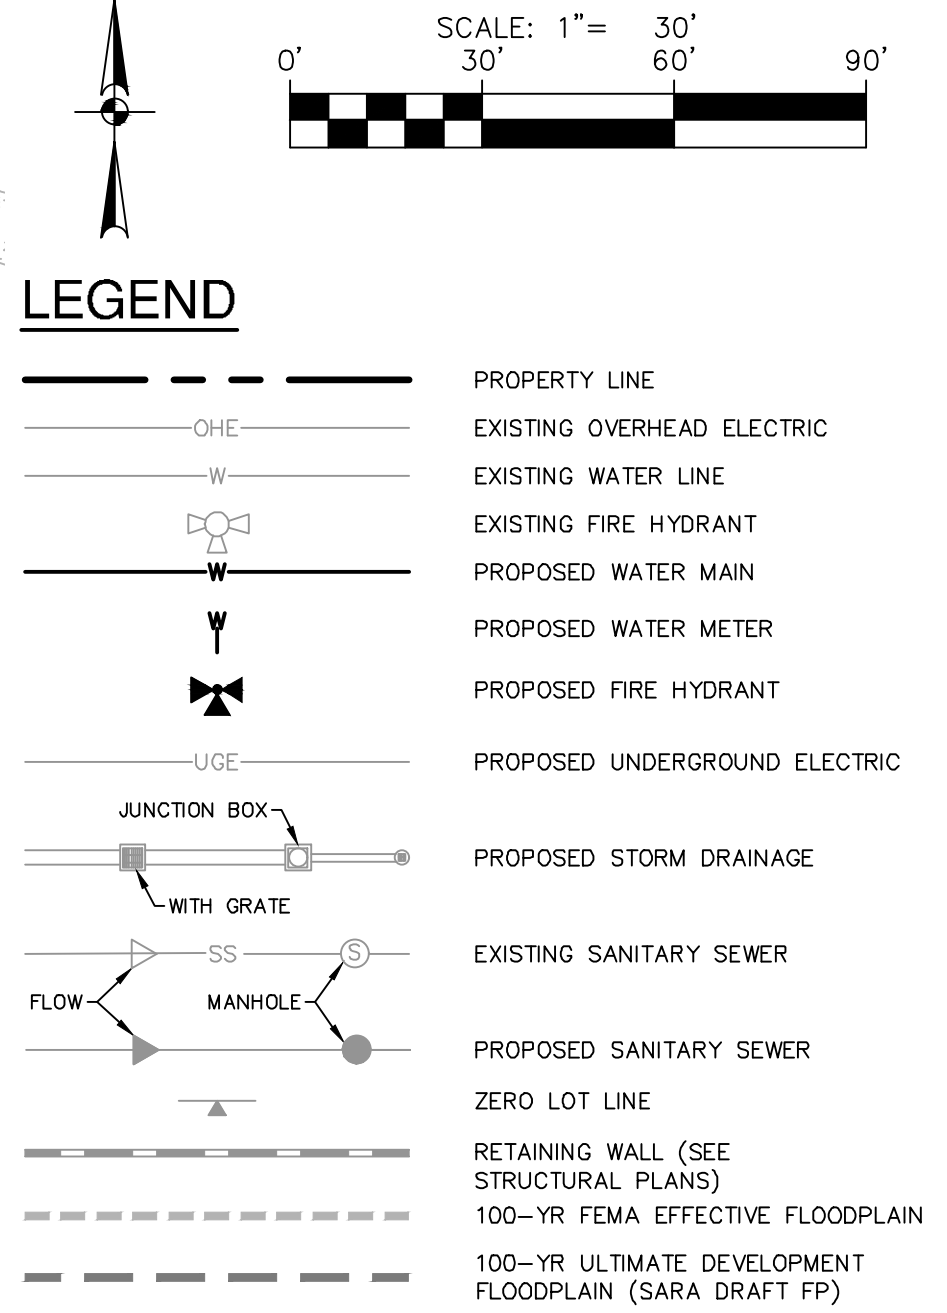 SCALE: 1"= 30'
0' 30' 60' 90'
LEGEND
PROPERTY LINE
OHE EXISTING OVERHEAD ELECTRIC
W EXISTING WATER LINE
EXISTING FIRE HYDRANT
W PROPOSED WATER MAIN
W PROPOSED WATER METER
PROPOSED FIRE HYDRANT
UGE PROPOSED UNDERGROUND ELECTRIC
JUNCTION BOX
PROPOSED STORM DRAINAGE
WITH GRATE
SS S EXISTING SANITARY SEWER
FLOW MANHOLE
PROPOSED SANITARY SEWER
ZERO LOT LINE
RETAINING WALL (SEE
STRUCTURAL PLANS)
100-YR FEMA EFFECTIVE FLOODPLAIN
100-YR ULTIMATE DEVELOPMENT
FLOODPLAIN (SARA DRAFT FP)